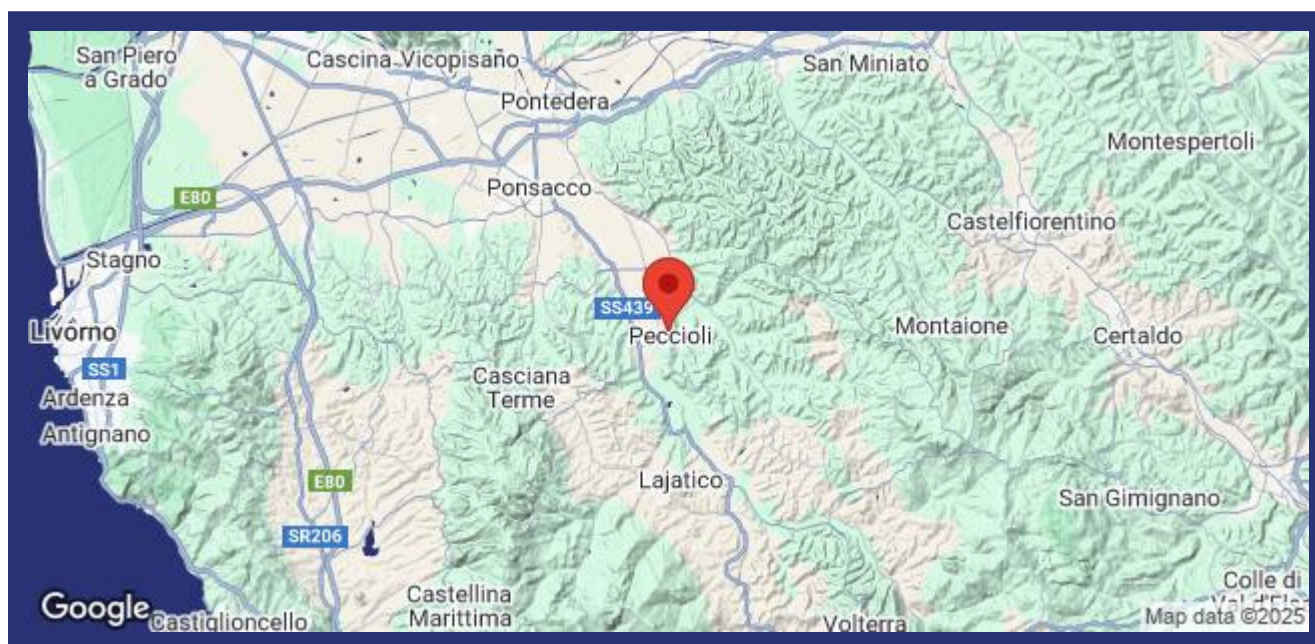 San Piero
a Grado
Cascina
Vicopisano
San Miniato
Pontedera
Montespertoli
Ponsacco
E80
Castelfiorentino
Stagno
SS439
Livorno
Peccioli
Montaione
Certaldo
SS1
Casciana
Terme
Ardenza
Antignano
Lajatico
E80
San Gimignano
SR206
Castellina
Marittima
Colle di
Val d'Elsa
Google
Castiglioncello
Volterra
Map data ©2025